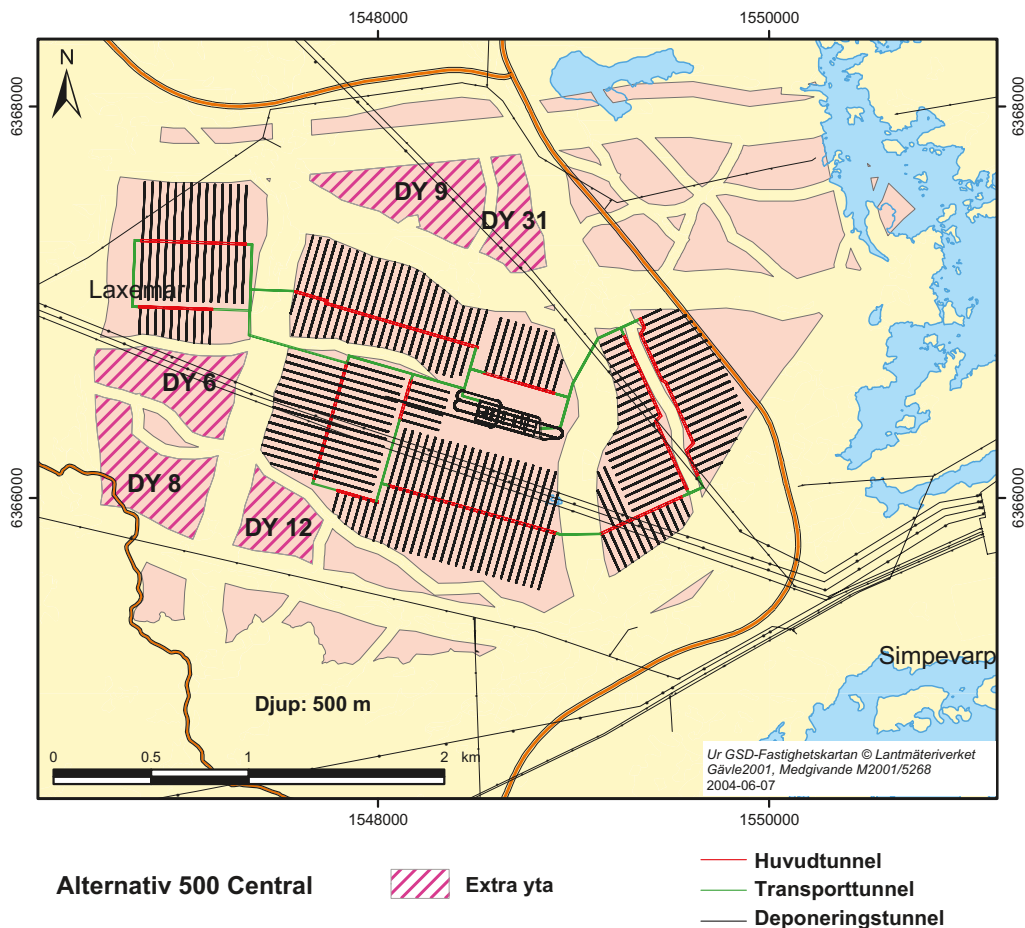 1548000
1550000
N
6368000
6368000
DY 9
DY 31
Laxemar
DY 6
DY 8
6366000
6366000
DY 12
Simpevarp
Djup: 500 m
0
0.5
1
2
km
Ur GSD-Fastighetskartan © Lantmäteriverket
Gävle2001, Medgivande M2001/5268
2004-06-07
1548000
1550000
Alternativ 500 Central
Extra yta
Huvudtunnel
Transporttunnel
Deponeringstunnel